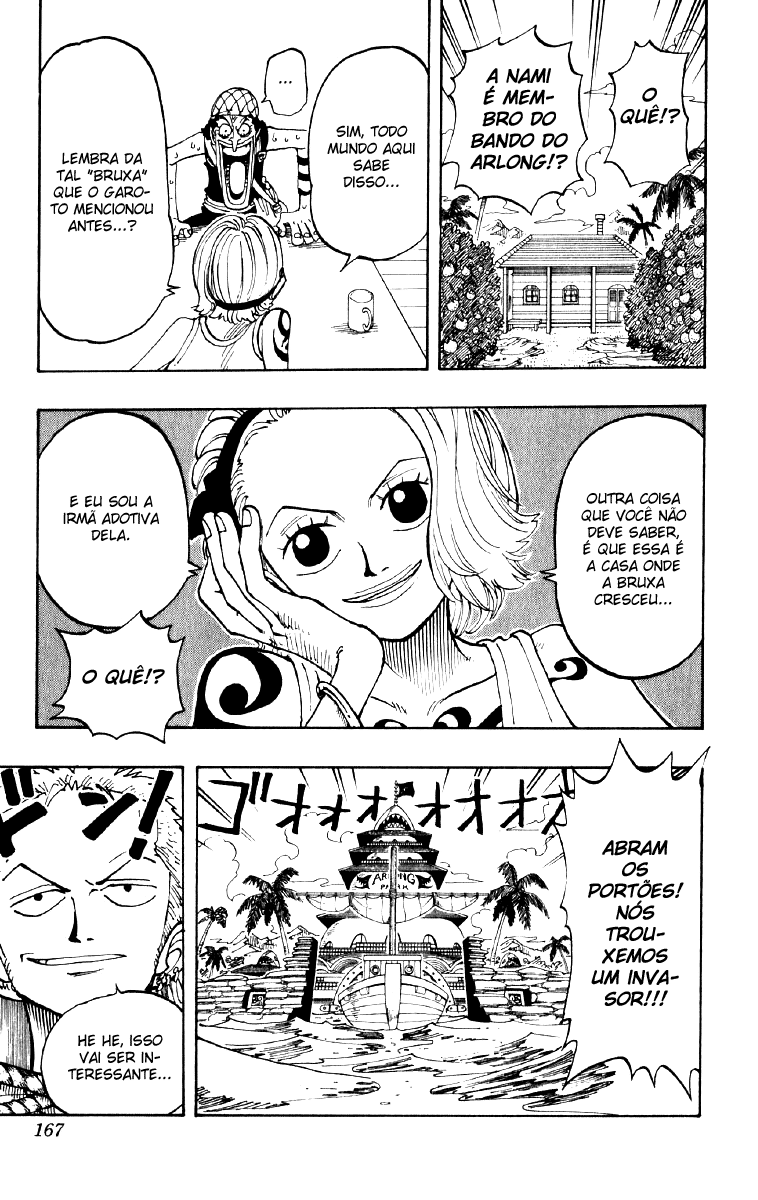 O
QUÊ!?
A NAMI
É MEM-
BRO DO
BANDO DO
ARLONG!?
...
SIM, TODO
MUNDO AQUI
SABE
DISSO...
LEMBRA DA
TAL "BRUXA"
QUE O GARO-
TO MENCIONOU
ANTES...?
OUTRA COISA
QUE VOCÊ NÃO
DEVE SABER,
É QUE ESSA É
A CASA ONDE
A BRUXA
CRESCEU...
E EU SOU A
IRMÃ ADOTIVA
DELA.
O QUÊ!?
ABRAM
OS
PORTÕES!
NÓS
TROU-
XEMOS
UM INVA-
SOR!!!
ゴオオオオオオ
ARLONG
PARK
ドン!
HE HE, ISSO
VAI SER IN-
TERESSANTE...
167